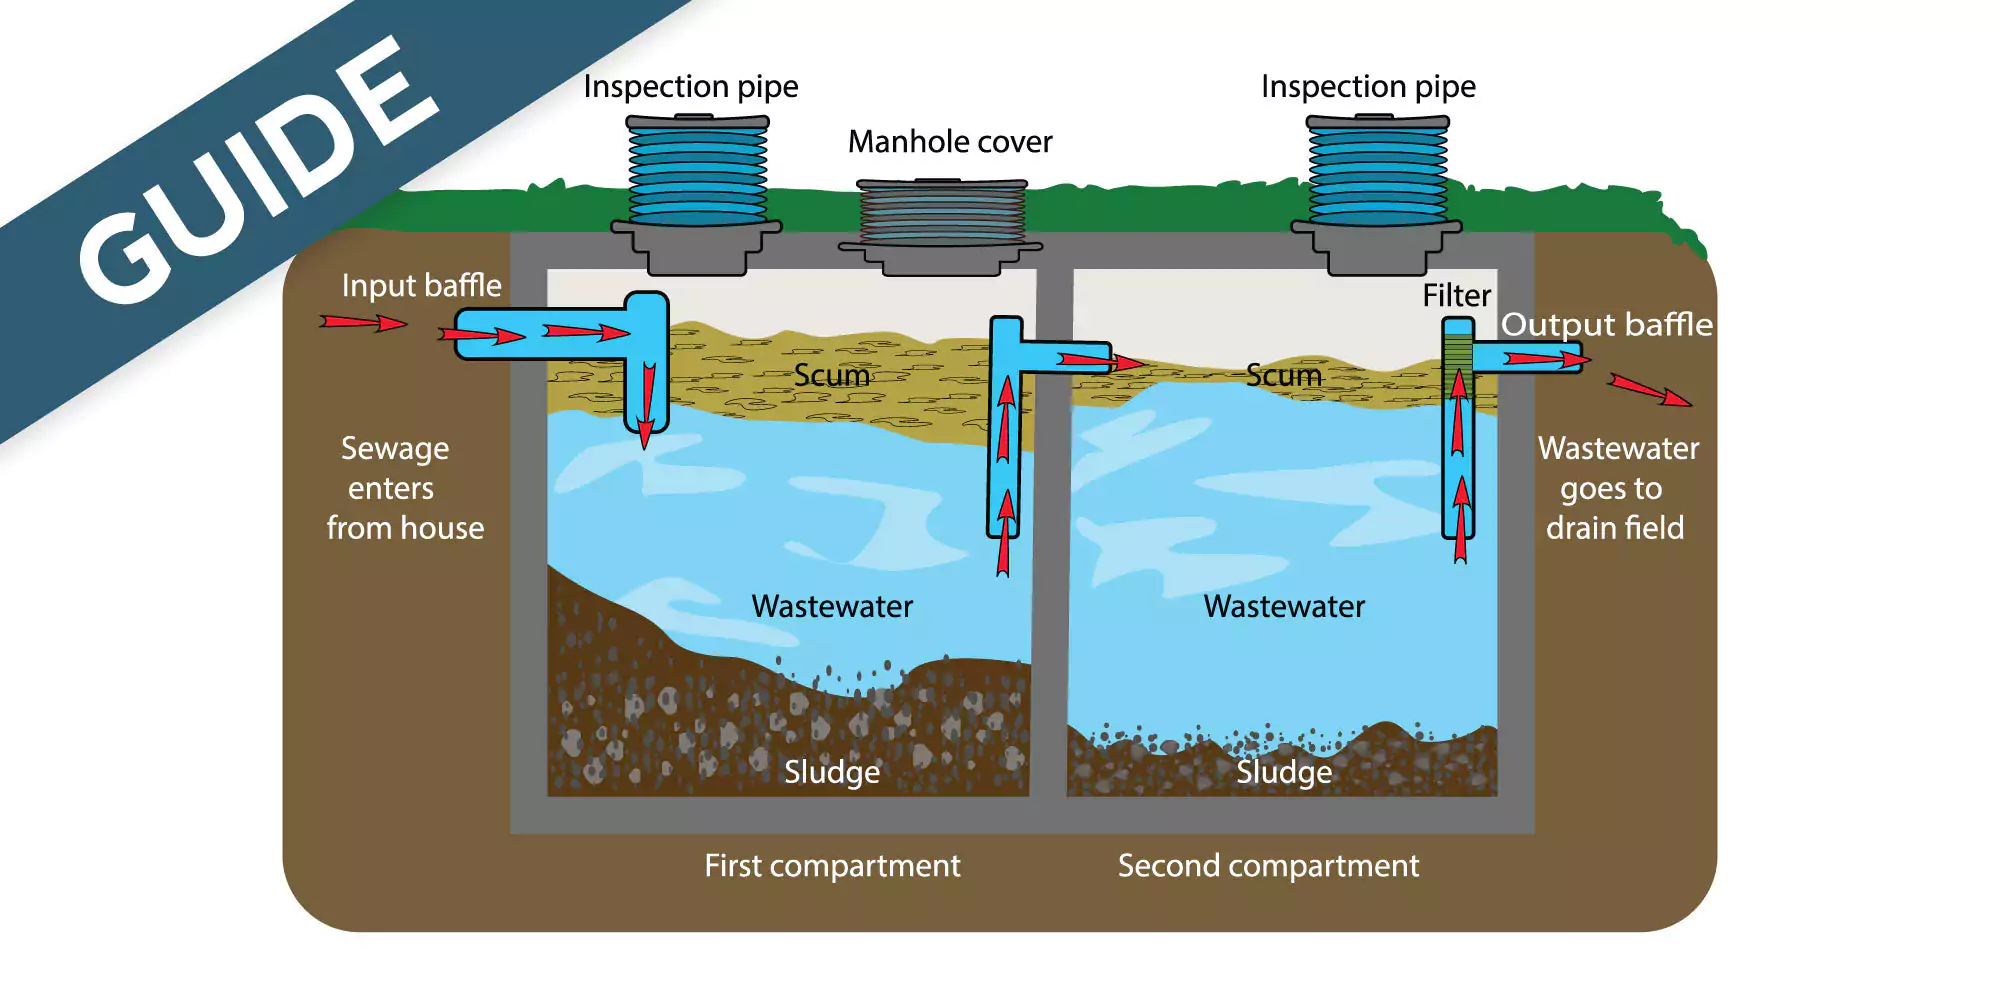 GUIDE
Inspection pipe
Inspection pipe
Manhole cover
Input baffle
Filter
Output baffle
Scum
Scum
Sewage
enters
from house
Wastewater
goes to
drain field
Wastewater
Wastewater
Sludge
Sludge
First compartment
Second compartment